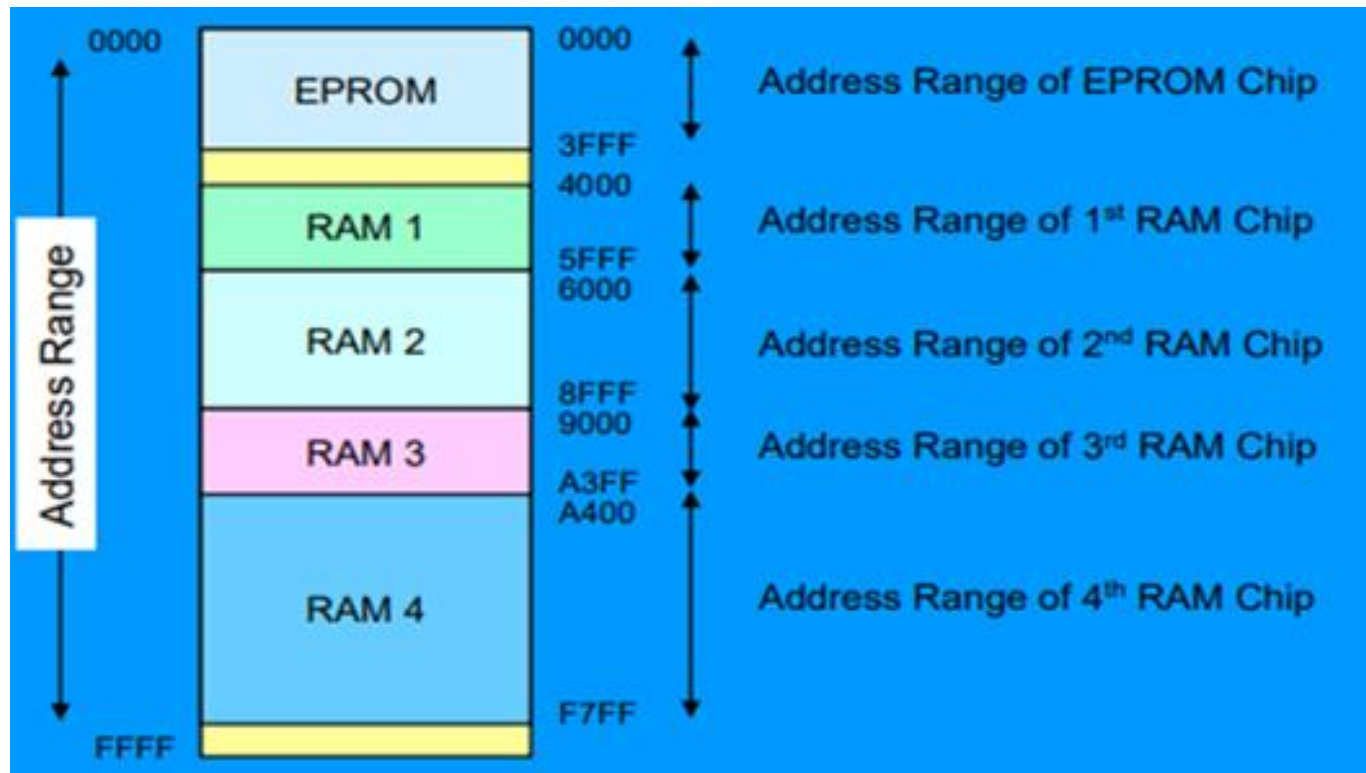 0000
0000
EPROM
Address Range of EPROM Chip
3FFF
4000
RAM 1
Address Range of 1st RAM Chip
5FFF
6000
Address Range
RAM 2
Address Range of 2nd RAM Chip
8FFF
9000
RAM 3
Address Range of 3rd RAM Chip
A3FF
A400
RAM 4
Address Range of 4th RAM Chip
F7FF
FFFF